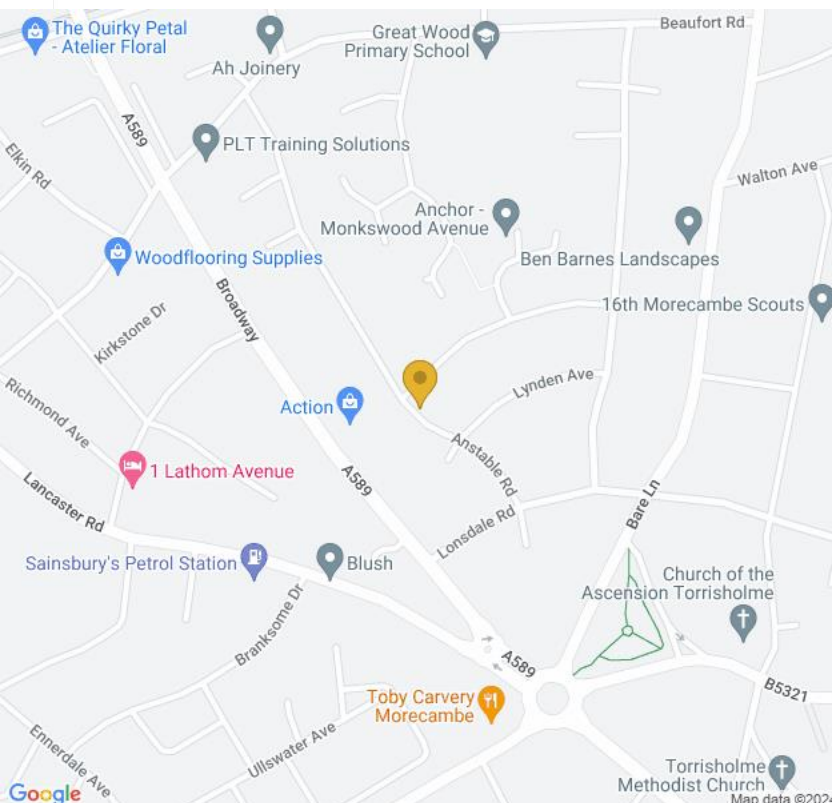 The Quirky Petal
- Atelier Floral
Ah Joinery
Great Wood
Primary School
Beaufort Rd
A589
PLT Training Solutions
Elkin Rd
Walton Ave
Anchor -
Monkswood Avenue
Ben Barnes Landscapes
Woodflooring Supplies
Broadway
16th Morecambe Scouts
Kirkstone Dr
Lynden Ave
Richmond Ave
Action
Anstable Rd
1 Lathom Avenue
A589
Lancaster Rd
Bare Ln
Lonsdale Rd
Sainsbury's Petrol Station
Blush
Church of the
Ascension Torrisholme
Branksome Dr
A589
B5321
Toby Carvery
Morecambe
Ullswater Ave
Ennerdale Ave
Torrisholme
Methodist Church
Google
Map data ©2024